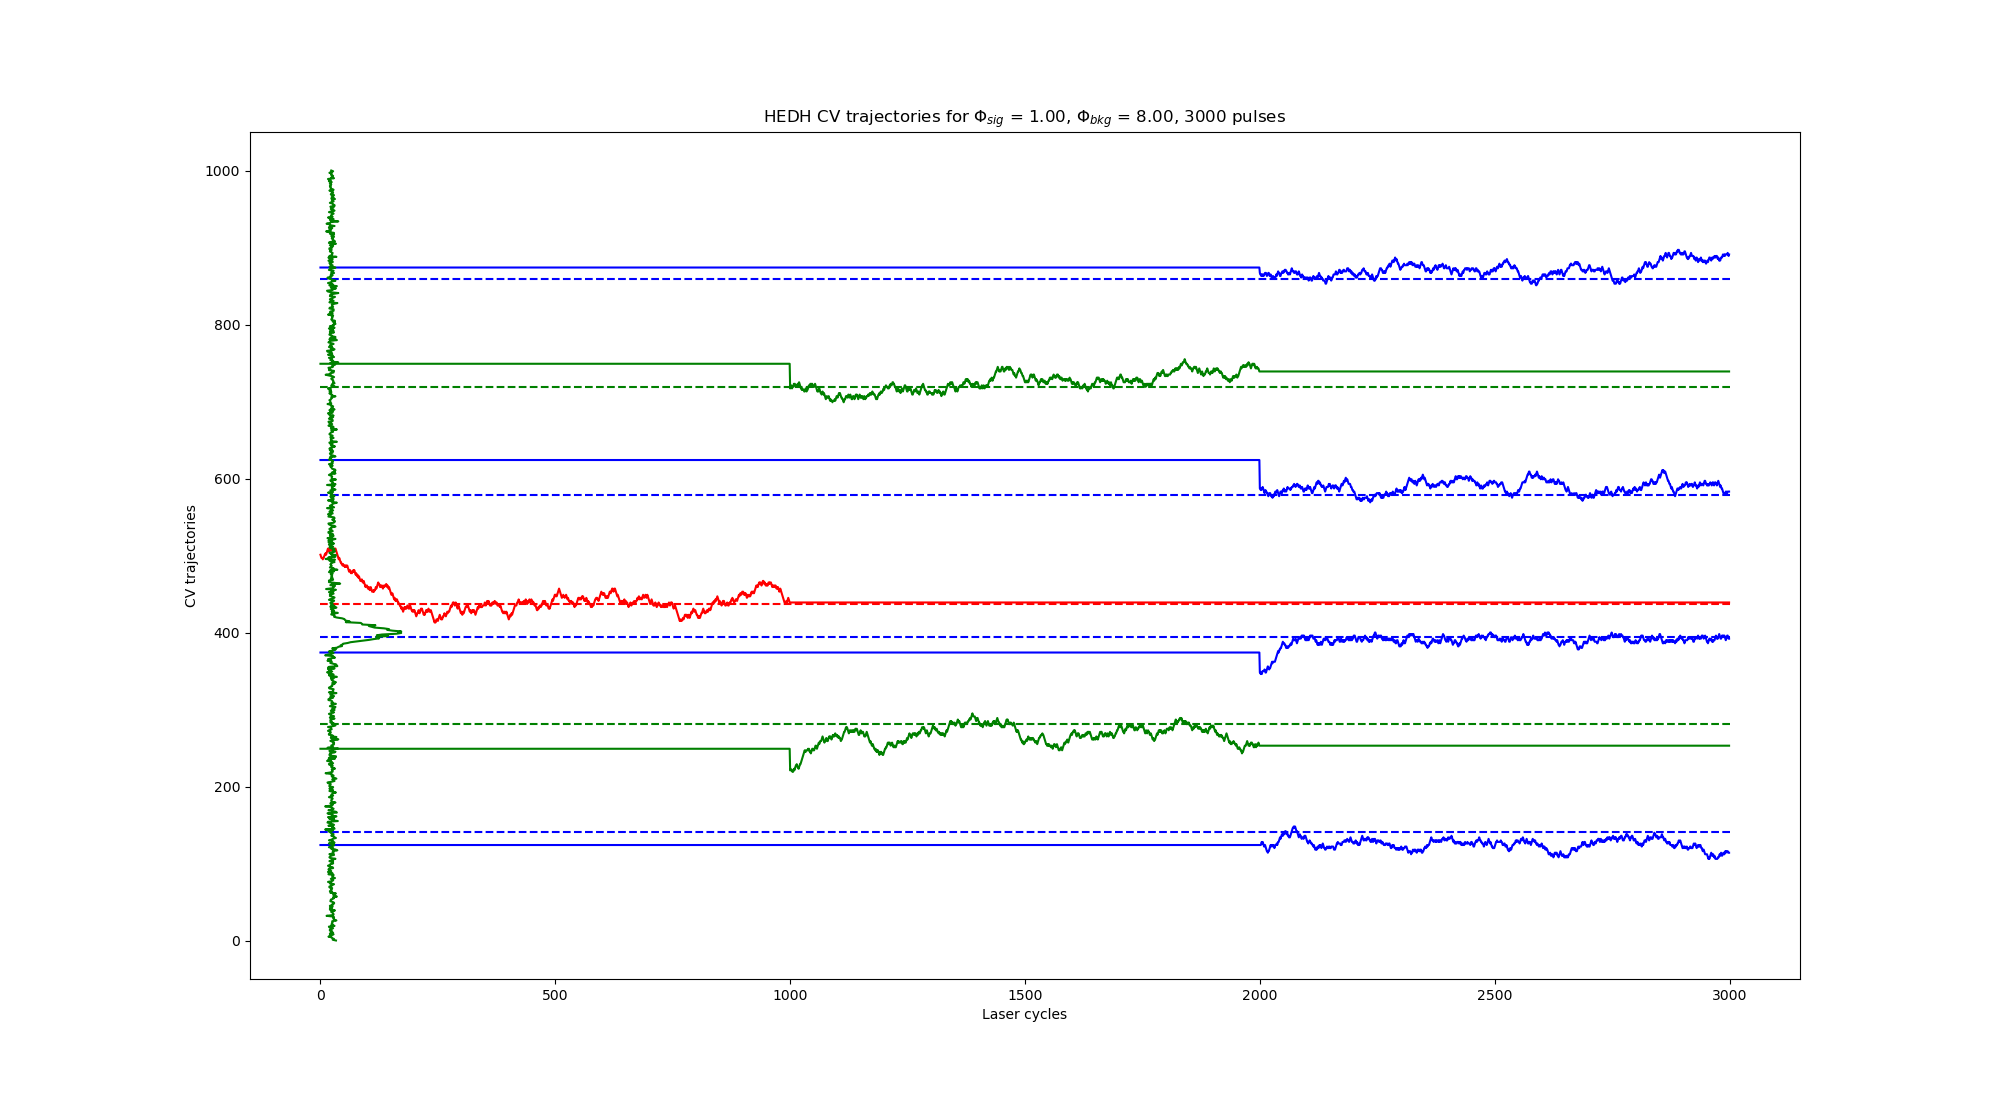 HEDH CV trajectories for Φsig = 1.00, Φbkg = 8.00, 3000 pulses
1000
800
600
400
200
0
CV trajectories
0 500 1000 1500 2000 2500 3000
Laser cycles